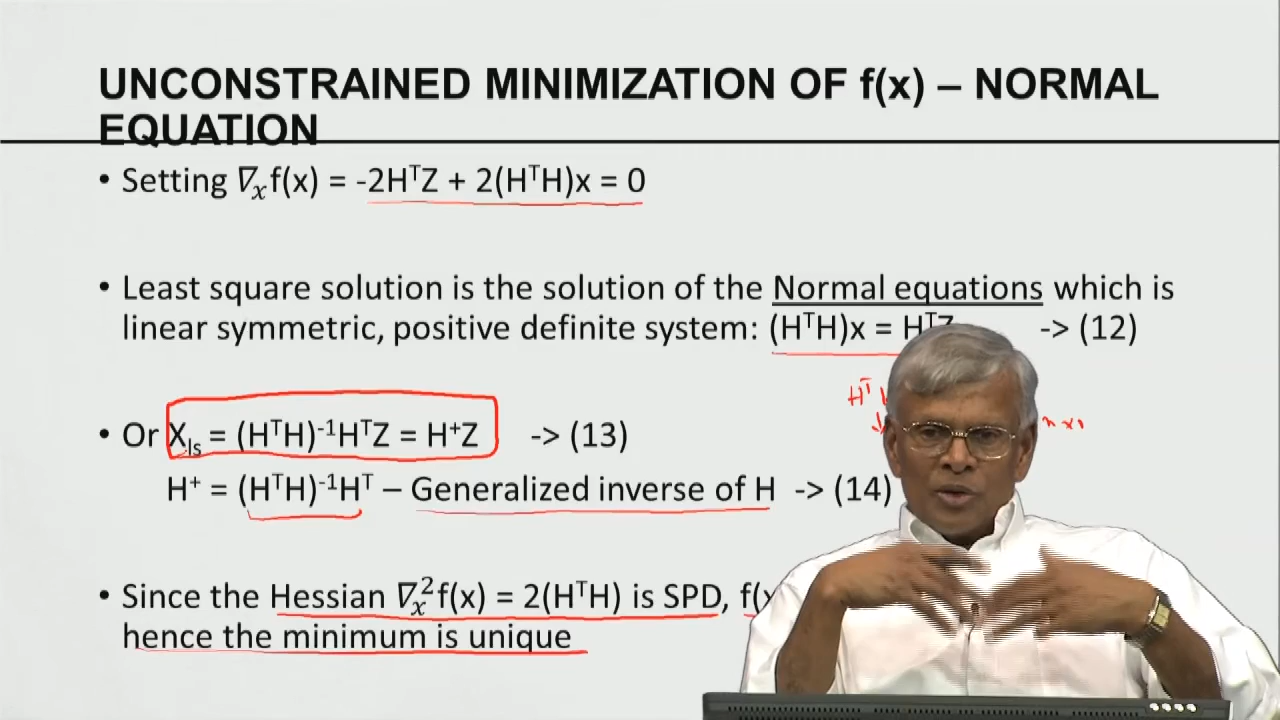 UNCONSTRAINED MINIMIZATION OF f(x) – NORMAL
EQUATION
• Setting ∇ₓf(x) = -2HᵀZ + 2(HᵀH)x = 0
• Least square solution is the solution of the Normal equations which is
linear symmetric, positive definite system: (HᵀH)x = HᵀZ -> (12)
Hᵀ
• Or Xₗₛ = (HᵀH)⁻¹HᵀZ = H⁺Z -> (13)
H⁺ = (HᵀH)⁻¹Hᵀ – Generalized inverse of H -> (14)
• Since the Hessian ∇ₓ²f(x) = 2(HᵀH) is SPD,
hence the minimum is unique